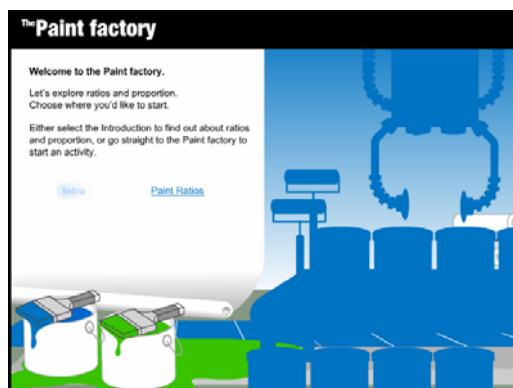 The Paint factory
Welcome to the Paint factory.
Let's explore ratios and proportion.
Choose where you'd like to start.
Either select the Introduction to find out about ratios
and proportion, or go straight to the Paint factory to
start an activity.
Intro Paint Ratios